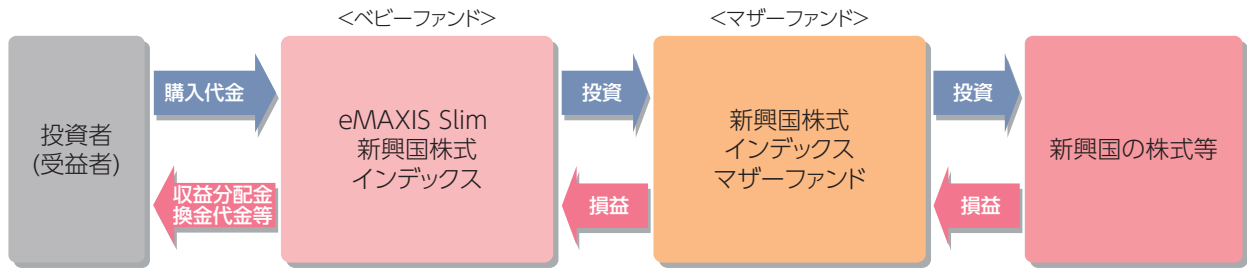 <ベビーファンド>
<マザーファンド>
投資者
(受益者)
購入代金
収益分配金
換金代金等
eMAXIS Slim
新興国株式
インデックス
投資
損益
新興国株式
インデックス
マザーファンド
投資
損益
新興国の株式等